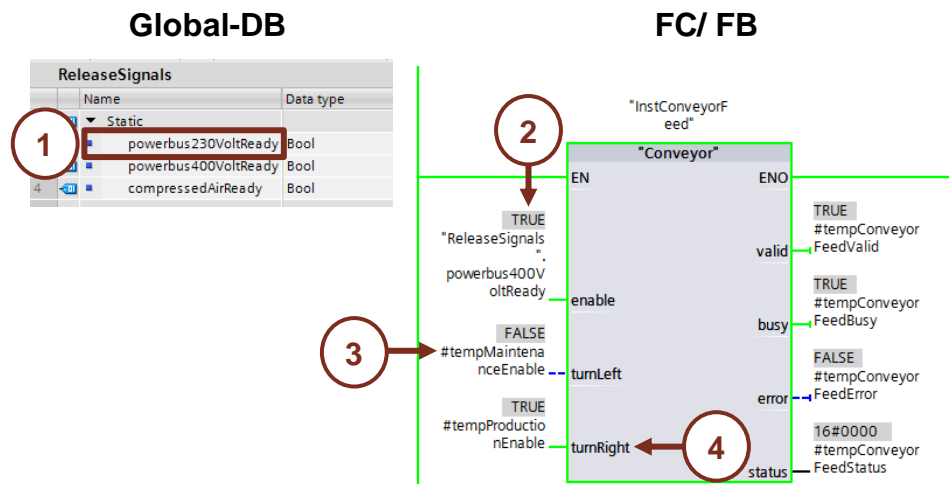 Global-DB
FC/ FB
ReleaseSignals
Name Data type
Static
powerbus230VoltReady Bool
powerbus400VoltReady Bool
4 compressedAirReady Bool
1
2
3
4
"InstConveyorF
eed"
"Conveyor"
EN ENO
TRUE
"ReleaseSignals
".
powerbus400V
oltReady
enable
FALSE
#tempMaintena
nceEnable
turnLeft
TRUE
#tempProductio
nEnable
turnRight
TRUE
#tempConveyor
FeedValid
valid
TRUE
#tempConveyor
FeedBusy
busy
FALSE
#tempConveyor
FeedError
error
16#0000
#tempConveyor
FeedStatus
status